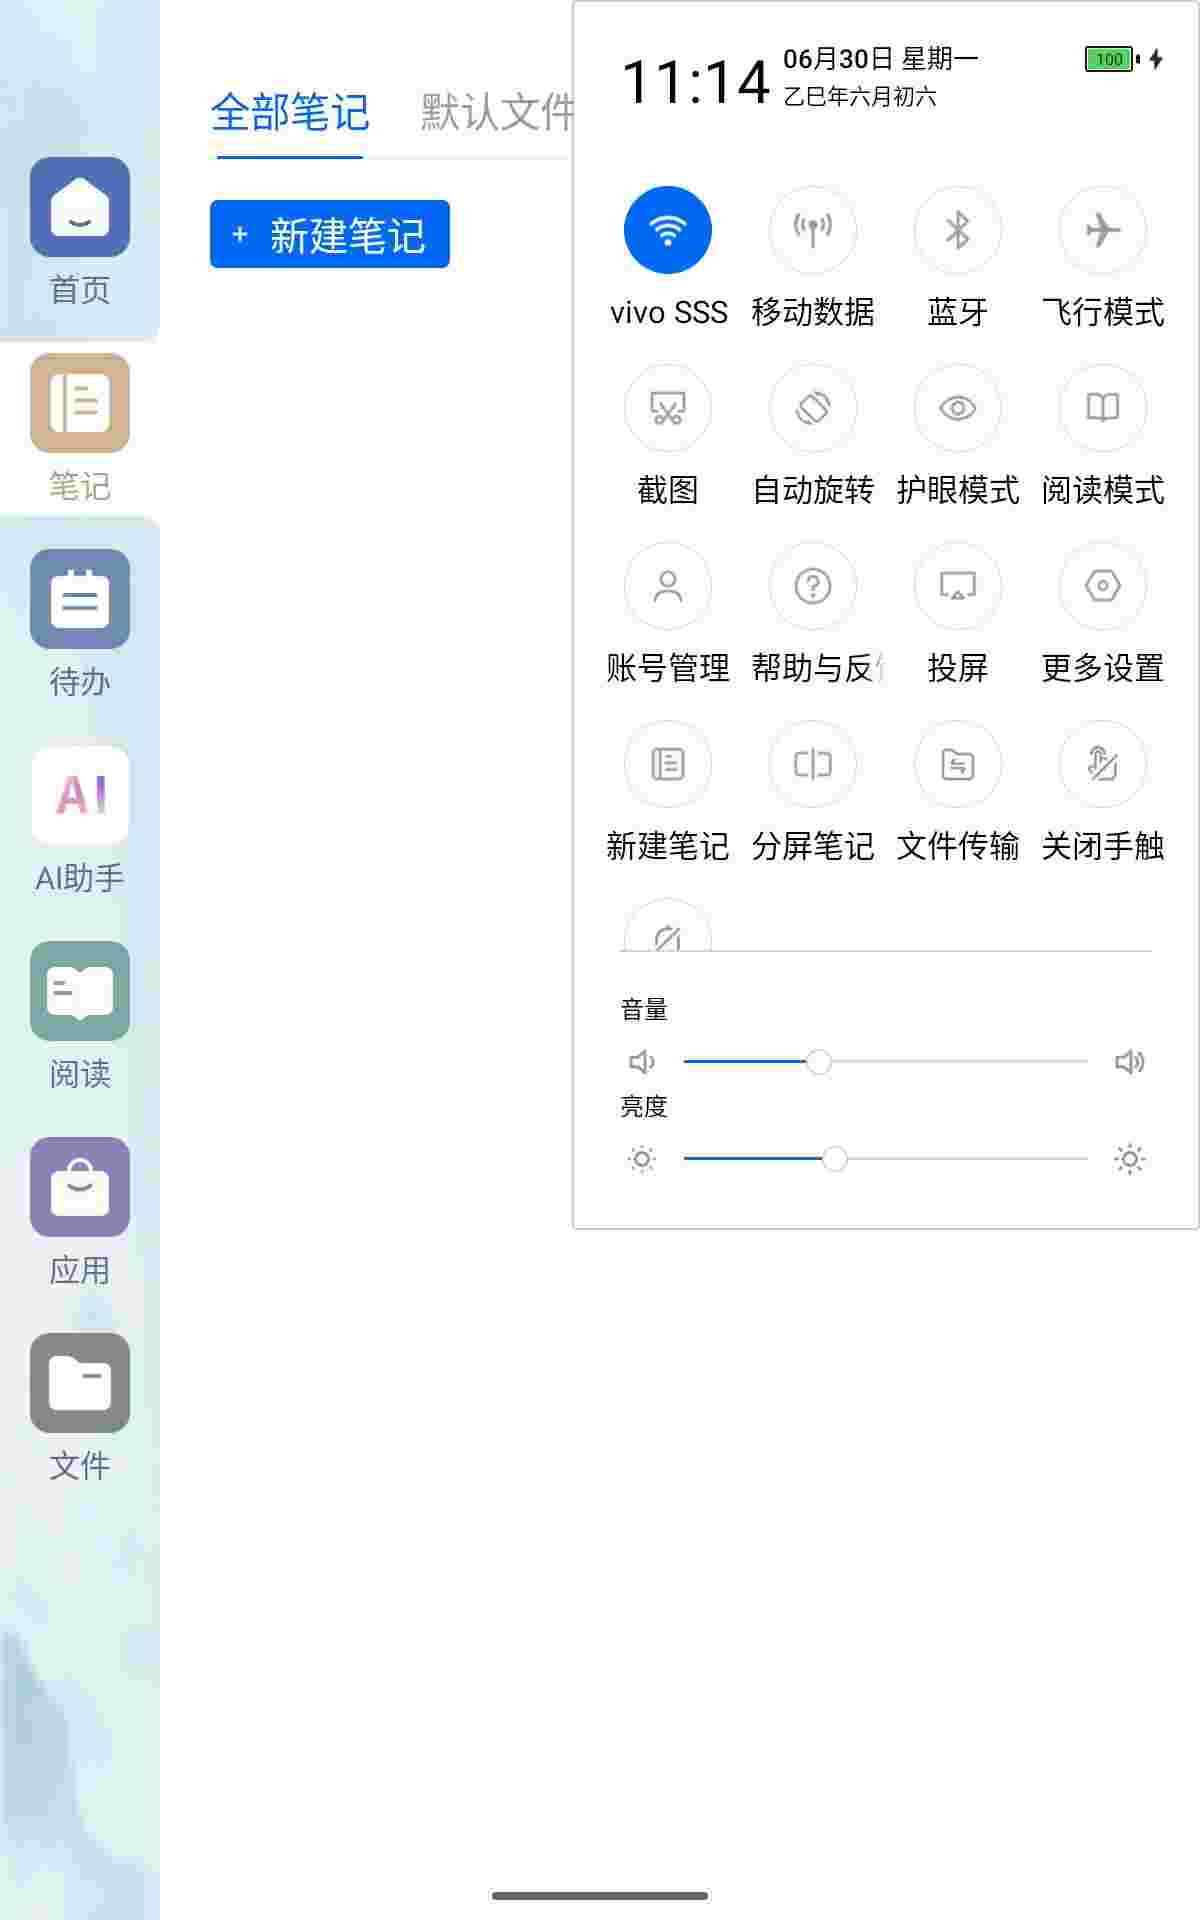 首页
笔记
待办
AI
AI助手
阅读
应用
文件
全部笔记 默认文件
+ 新建笔记
11:14 06月30日 星期一
乙巳年六月初六
100
vivo SSS 移动数据 蓝牙 飞行模式
截图 自动旋转 护眼模式 阅读模式
账号管理 帮助与反 投屏 更多设置
新建笔记 分屏笔记 文件传输 关闭手触
音量
亮度